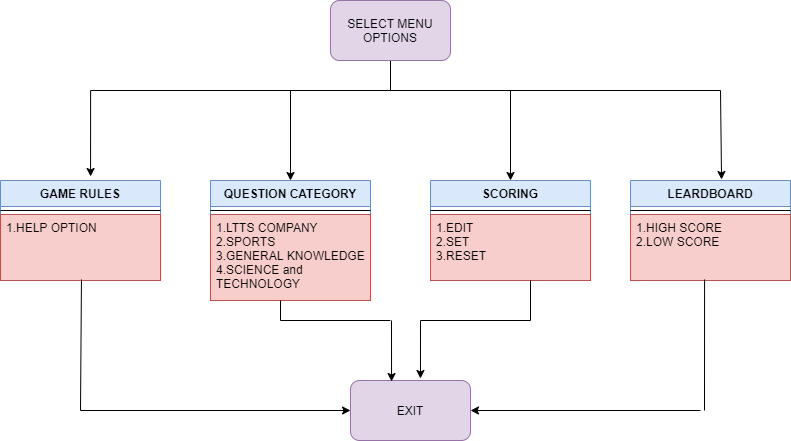 SELECT MENU
OPTIONS
GAME RULES
1.HELP OPTION
QUESTION CATEGORY
1.LTTS COMPANY
2.SPORTS
3.GENERAL KNOWLEDGE
4.SCIENCE and
TECHNOLOGY
SCORING
1.EDIT
2.SET
3.RESET
LEARDBOARD
1.HIGH SCORE
2.LOW SCORE
EXIT